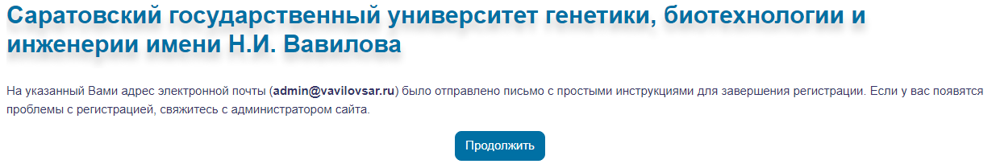 Саратовский государственный университет генетики, биотехнологии и
инженерии имени Н.И. Вавилова
На указанный Вами адрес электронной почты (admin@vavilovsar.ru) было отправлено письмо с простыми инструкциями для завершения регистрации. Если у вас появятся
проблемы с регистрацией, свяжитесь с администратором сайта.
Продолжить